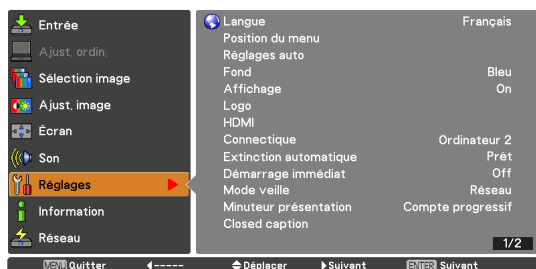 Entrée
Ajust. ordin.
Sélection image
Ajust. image
Écran
Son
Réglages
Information
Réseau
Langue Français
Position du menu
Réglages auto
Fond Bleu
Affichage On
Logo
HDMI
Connectique Ordinateur 2
Extinction automatique Prêt
Démarrage immédiat Off
Mode veille Réseau
Minuteur présentation Compte progressif
Closed caption
1/2
MENU Quitter ◀----- Déplacer ▶Suivant ENTER Suivant